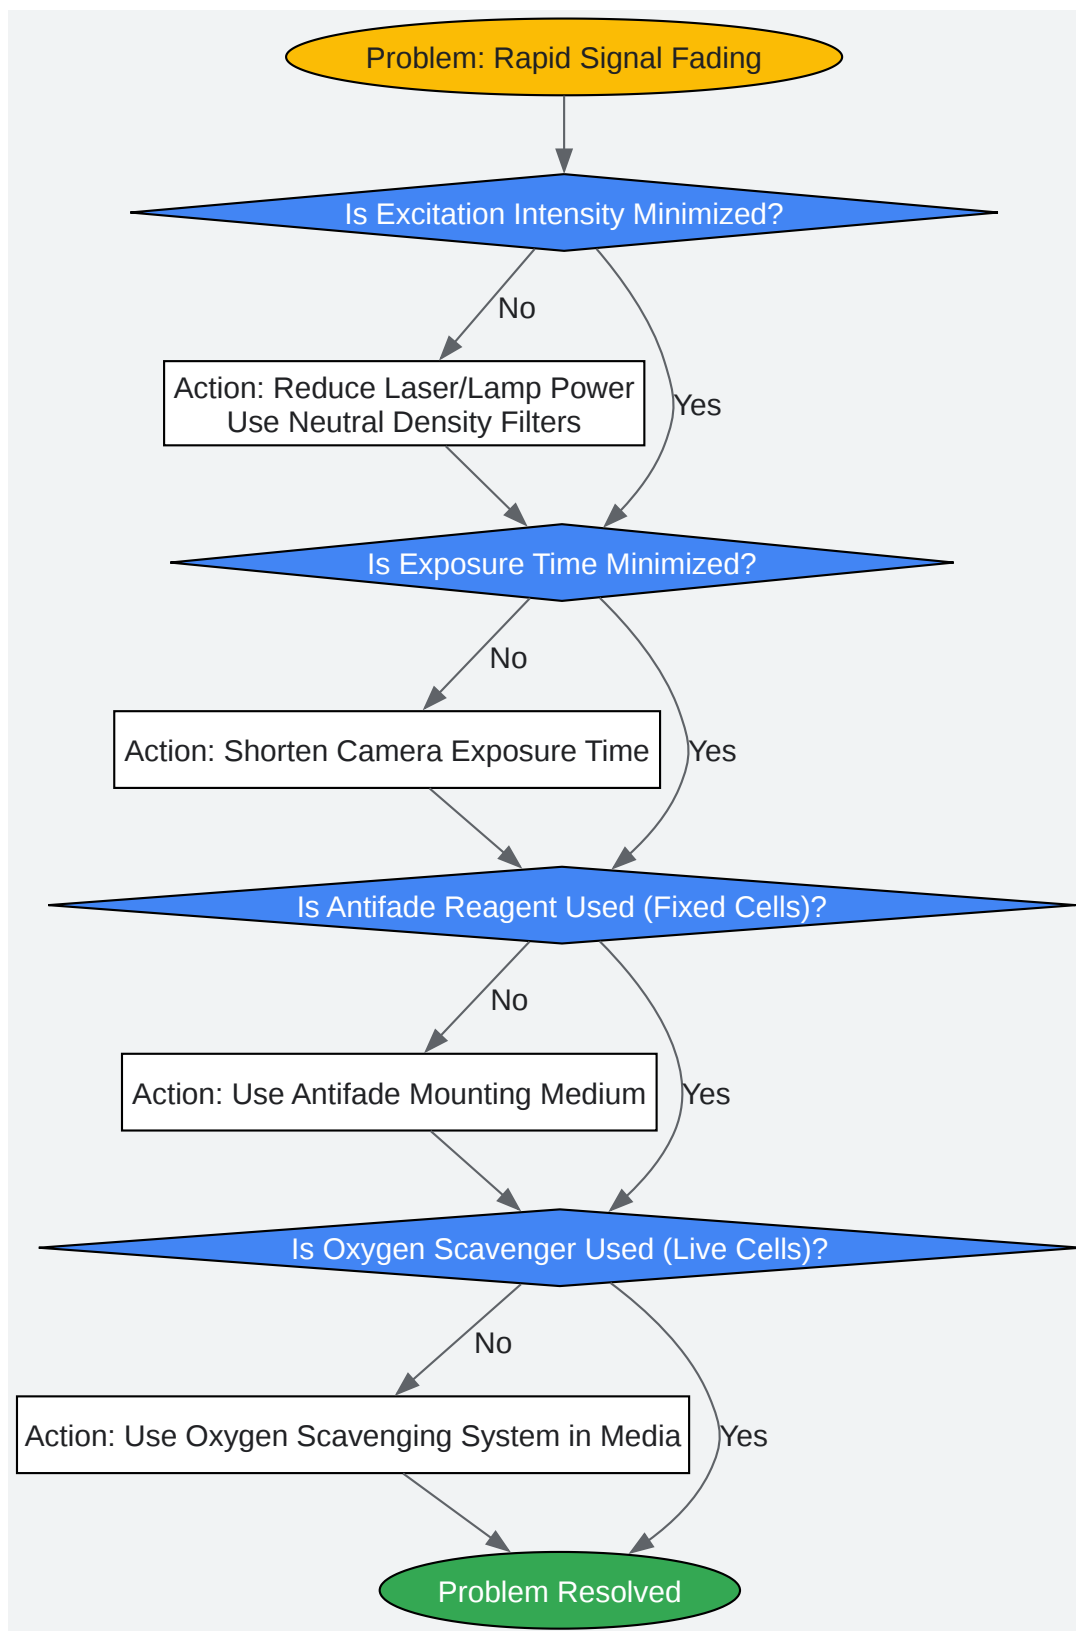 Problem: Rapid Signal Fading
Is Excitation Intensity Minimized?
No
Action: Reduce Laser/Lamp Power
Use Neutral Density Filters
Yes
Is Exposure Time Minimized?
No
Action: Shorten Camera Exposure Time
Yes
Is Antifade Reagent Used (Fixed Cells)?
No
Action: Use Antifade Mounting Medium
Yes
Is Oxygen Scavenger Used (Live Cells)?
No
Action: Use Oxygen Scavenging System in Media
Yes
Problem Resolved